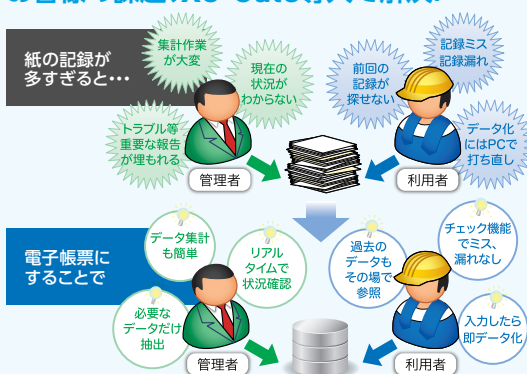 紙の記録が
多すぎると・・・
集計作業
が大変
現在の
状況が
わからない
トラブル等
重要な報告
が埋もれる
管理者
前回の
記録が
探せない
記録ミス
記録漏れ
データ化
にはPCで
打ち直し
利用者
電子帳票に
することで
データ集計
も簡単
リアル
タイムで
状況確認
必要な
データだけ
抽出
管理者
過去の
データも
その場で
参照
チェック機能
でミス、
漏れなし
入力したら
即データ化
利用者